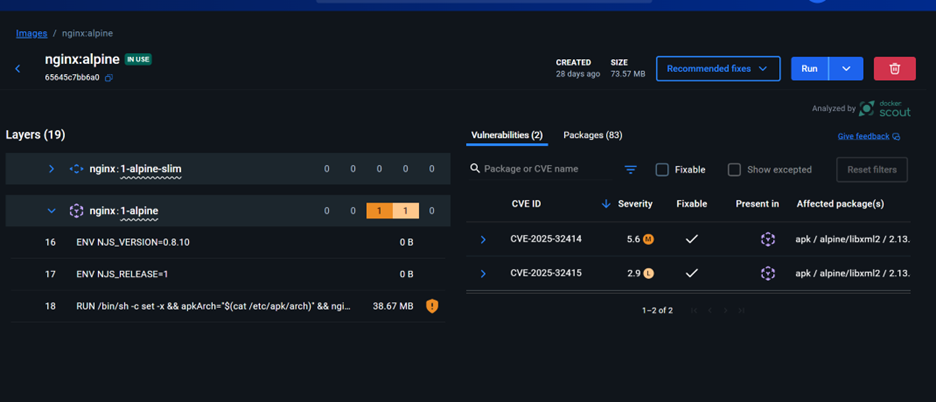 Images / nginx:alpine
nginx:alpine IN USE
65645c7bb6a0
CREATED
28 days ago
SIZE
73.57 MB
Recommended fixes
Run
Analyzed by docker scout
Layers (19)
Vulnerabilities (2) Packages (83) Give feedback
nginx:1-alpine-slim 0 0 0 0 0
nginx:1-alpine 0 0 1 1 0
16 ENV NJS_VERSION=0.8.10 0 B
17 ENV NJS_RELEASE=1 0 B
18 RUN /bin/sh -c set -x && apkArch="$(cat /etc/apk/arch)" && ngi... 38.67 MB
Package or CVE name Fixable Show excepted Reset filters
CVE ID Severity Fixable Present in Affected package(s)
CVE-2025-32414 5.6 M apk / alpine/libxml2 / 2.13.
CVE-2025-32415 2.9 L apk / alpine/libxml2 / 2.13.
1–2 of 2